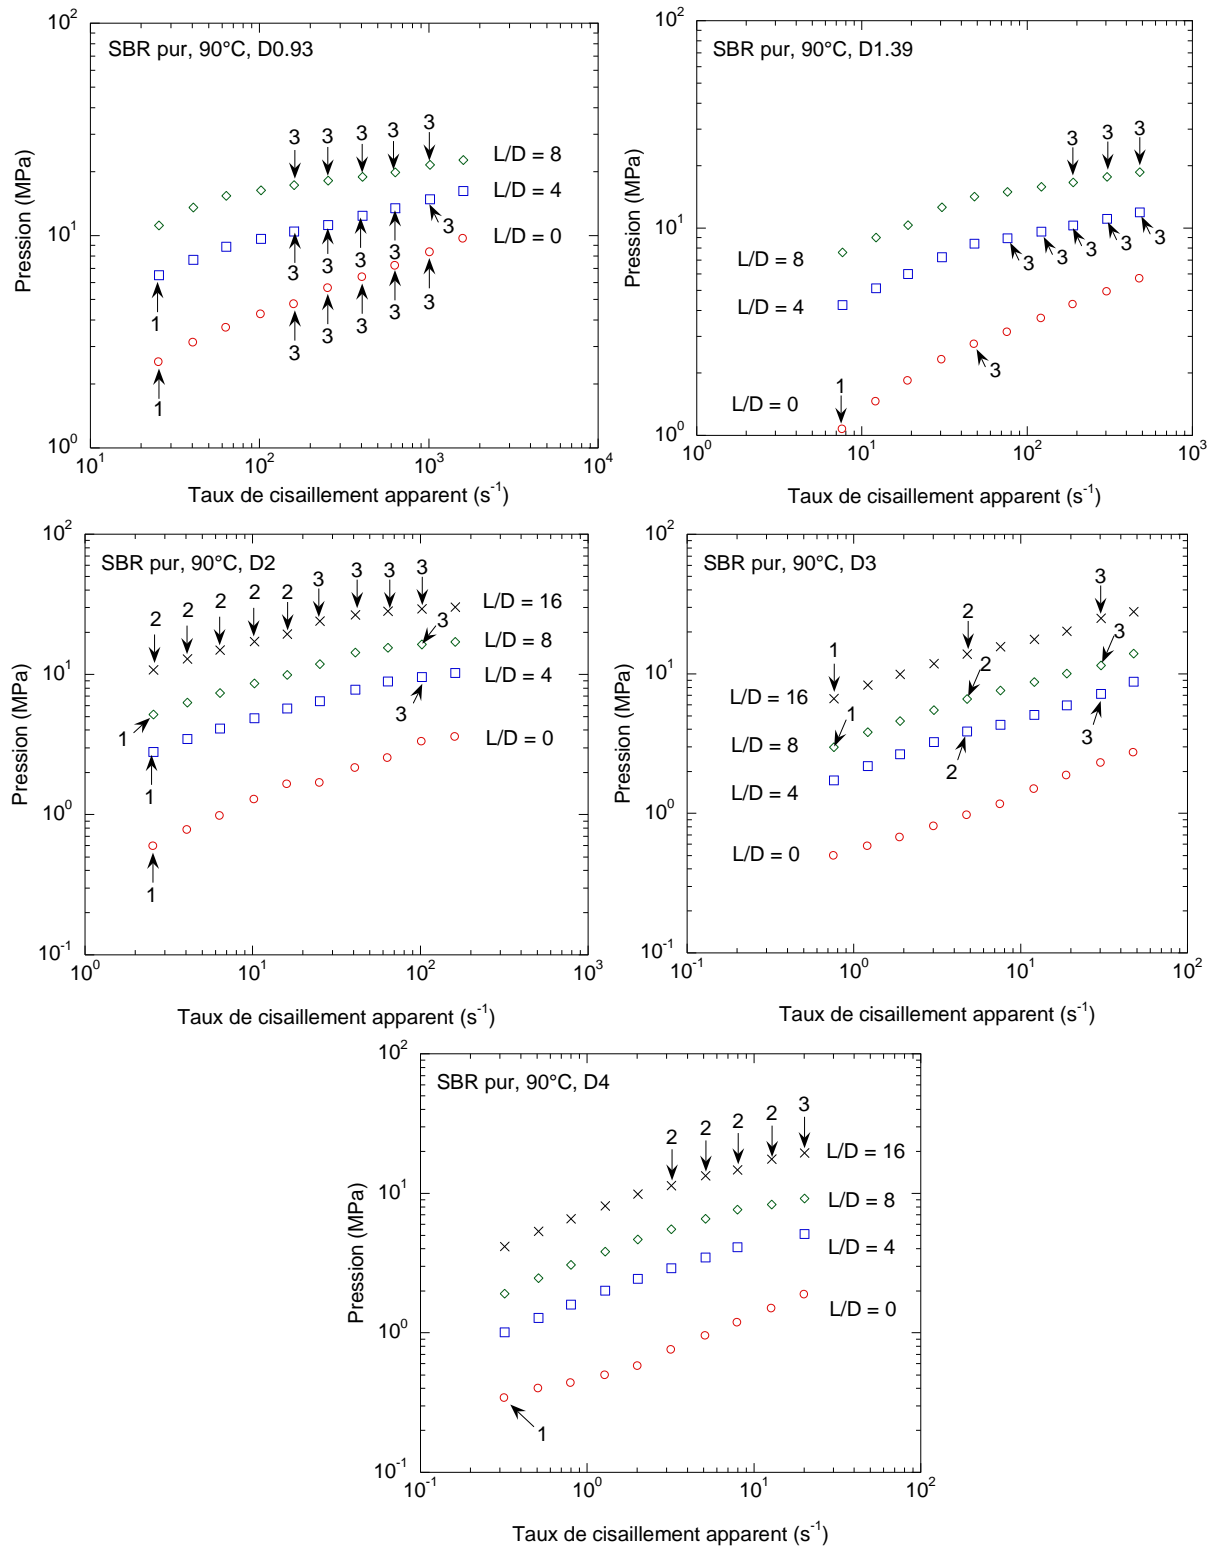 SBR pur, 90°C, D0.93
Pression (MPa)
10^2
10^1
10^0
3 3 3 3 3
L/D = 8
L/D = 4
L/D = 0
3
3 3 3 3
1
3 3 3 3 3
1
10^1 10^2 10^3 10^4
Taux de cisaillement apparent (s^-1)
SBR pur, 90°C, D1.39
Pression (MPa)
10^2
10^1
10^0
3 3 3
L/D = 8
3 3 3 3 3
L/D = 4
1
3
L/D = 0
10^0 10^1 10^2 10^3
Taux de cisaillement apparent (s^-1)
SBR pur, 90°C, D2
Pression (MPa)
10^2
10^1
10^0
10^-1
2 2 2 2 2 3 3 3 3
L/D = 16
3
L/D = 8
L/D = 4
1
3
L/D = 0
1
1
10^0 10^1 10^2 10^3
Taux de cisaillement apparent (s^-1)
SBR pur, 90°C, D3
Pression (MPa)
10^2
10^1
10^0
10^-1
1 2 3
3
2
L/D = 16
1
L/D = 8
3
2
L/D = 4
L/D = 0
10^-1 10^0 10^1 10^2
Taux de cisaillement apparent (s^-1)
SBR pur, 90°C, D4
Pression (MPa)
10^2
10^1
10^0
10^-1
2 2 2 2 3
L/D = 16
L/D = 8
L/D = 4
L/D = 0
1
10^-1 10^0 10^1 10^2
Taux de cisaillement apparent (s^-1)